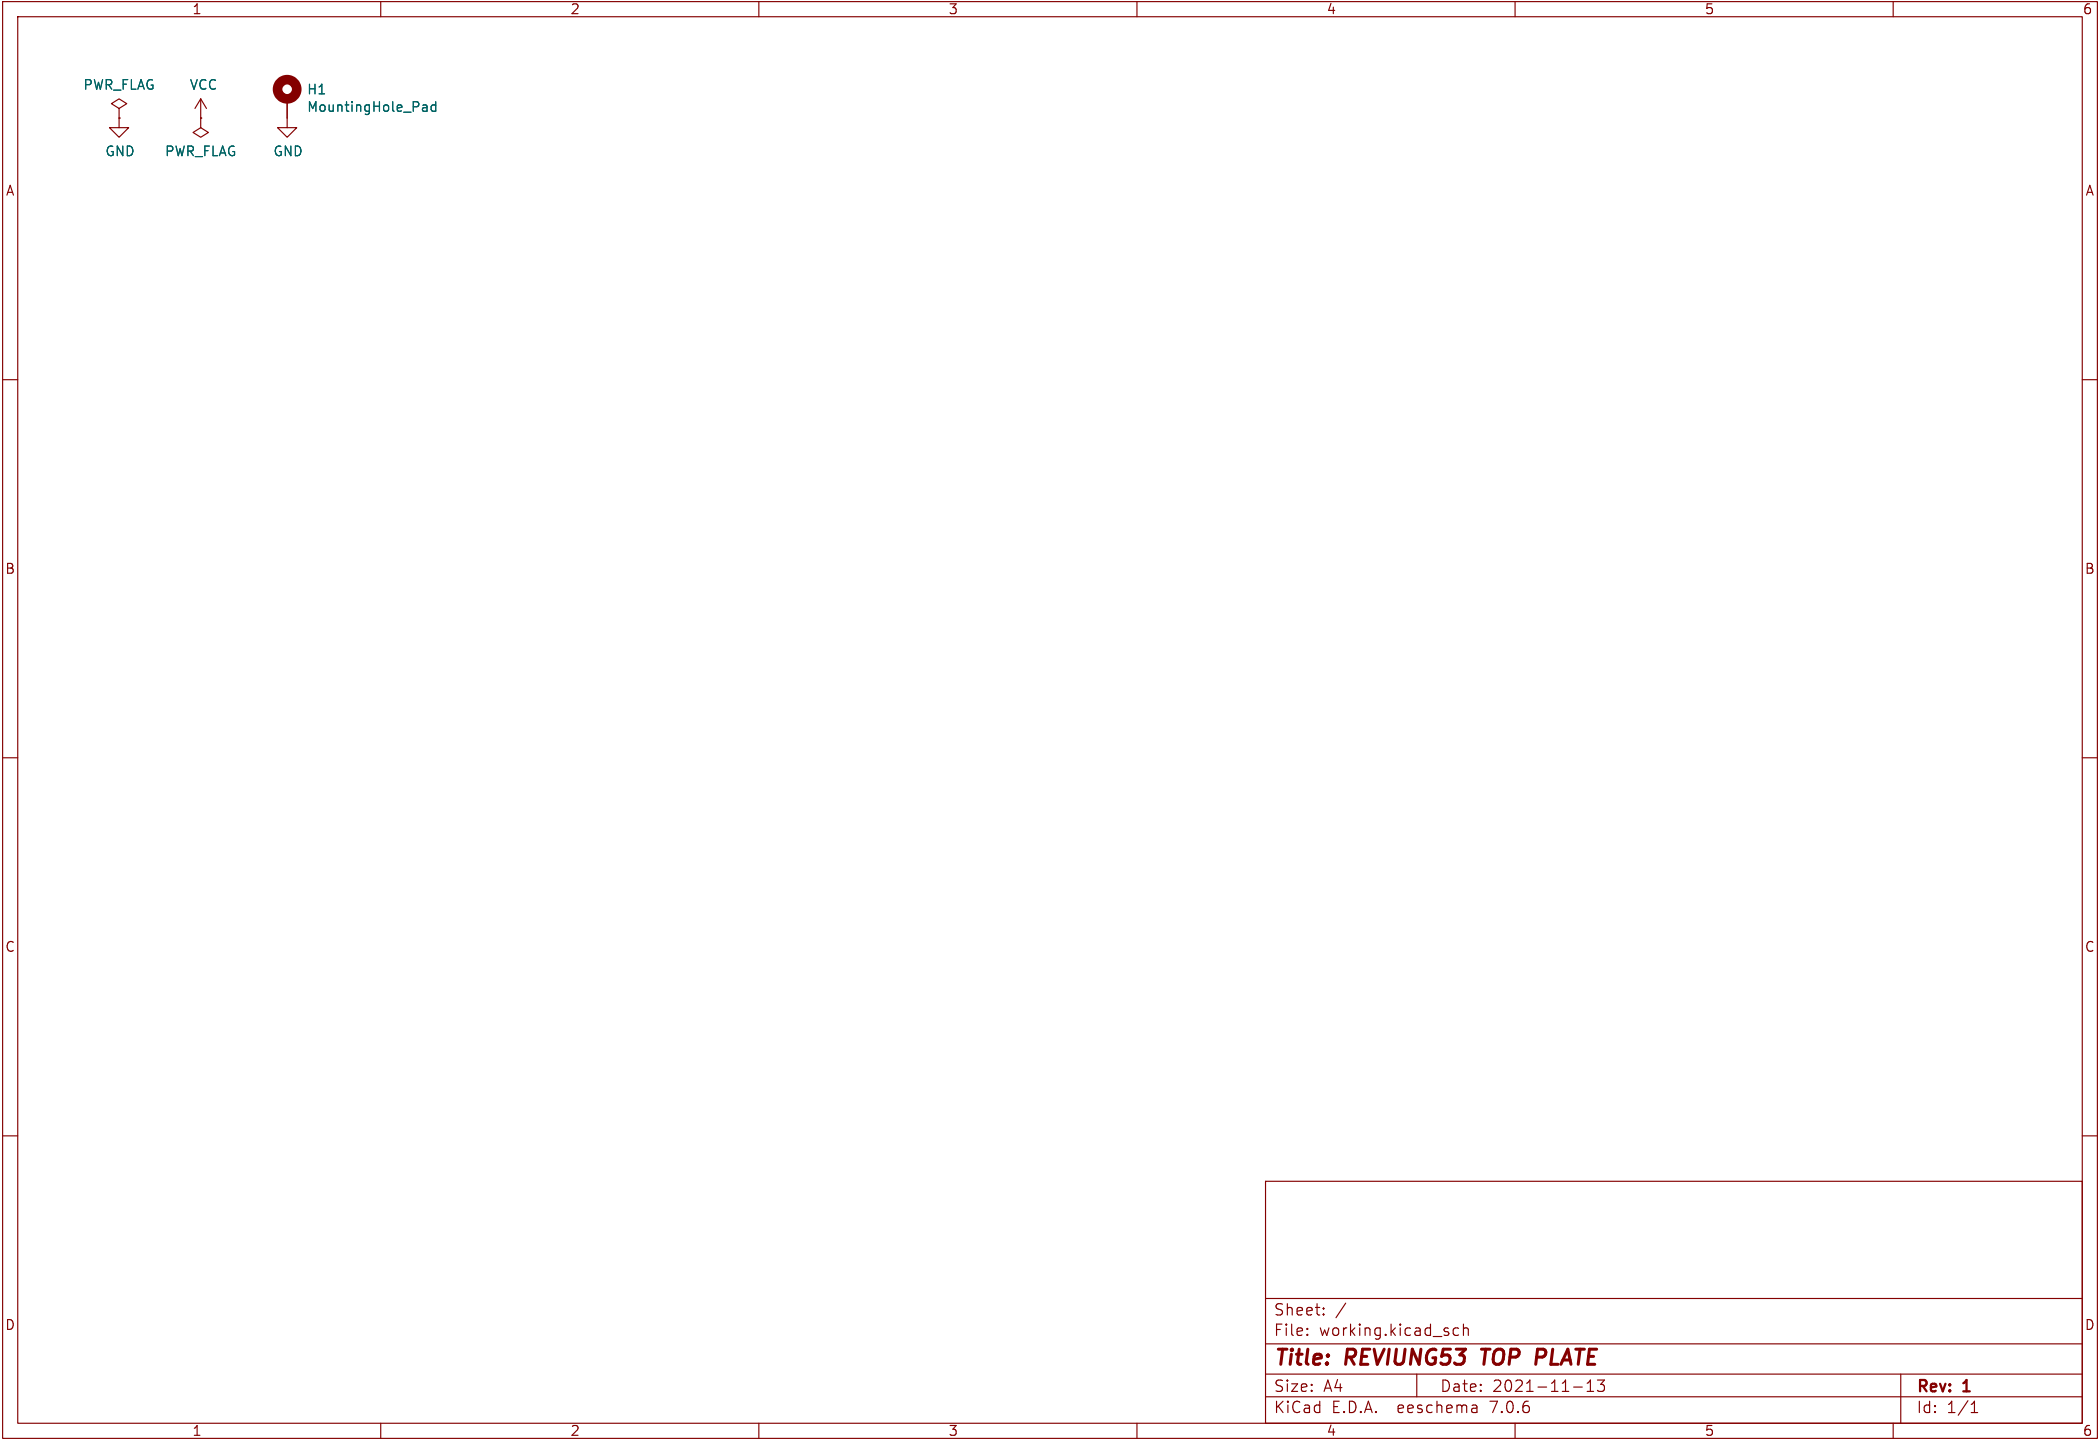 1 2 3 4 5 6
PWR_FLAG VCC H1
MountingHole_Pad
GND PWR_FLAG GND
A A
B B
C C
Sheet: /
File: working.kicad_sch
D D
Title: REVIUNG53 TOP PLATE
Size: A4 Date: 2021-11-13 Rev: 1
KiCad E.D.A. eeschema 7.0.6 Id: 1/1
1 2 3 4 5 6